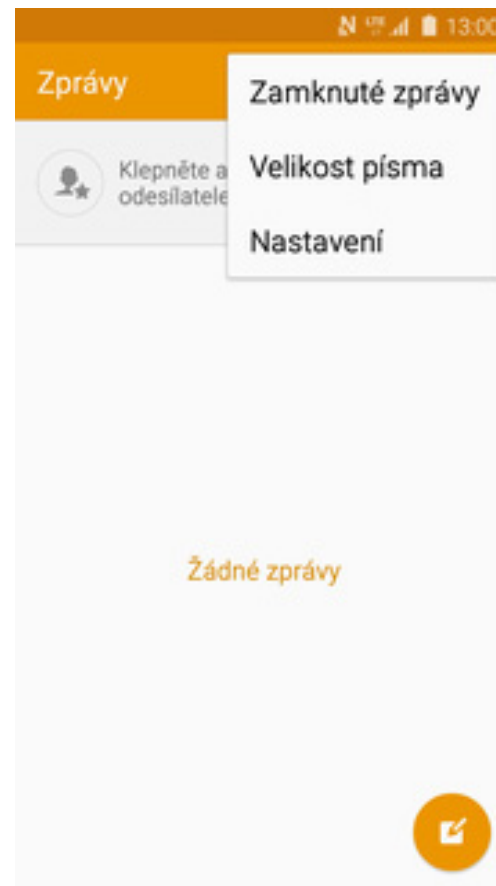 13:00
Zprávy
Zamknuté zprávy
Klepněte a
odesílatele
Velikost písma
Nastavení
Žádné zprávy